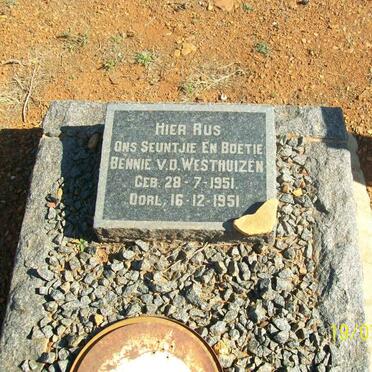 HIER RUS
ONS SEUNTJIE EN BOETIE
BENNIE V.D. WESTHUIZEN
GEB. 28-7-1951.
OORL. 16-12-1951.